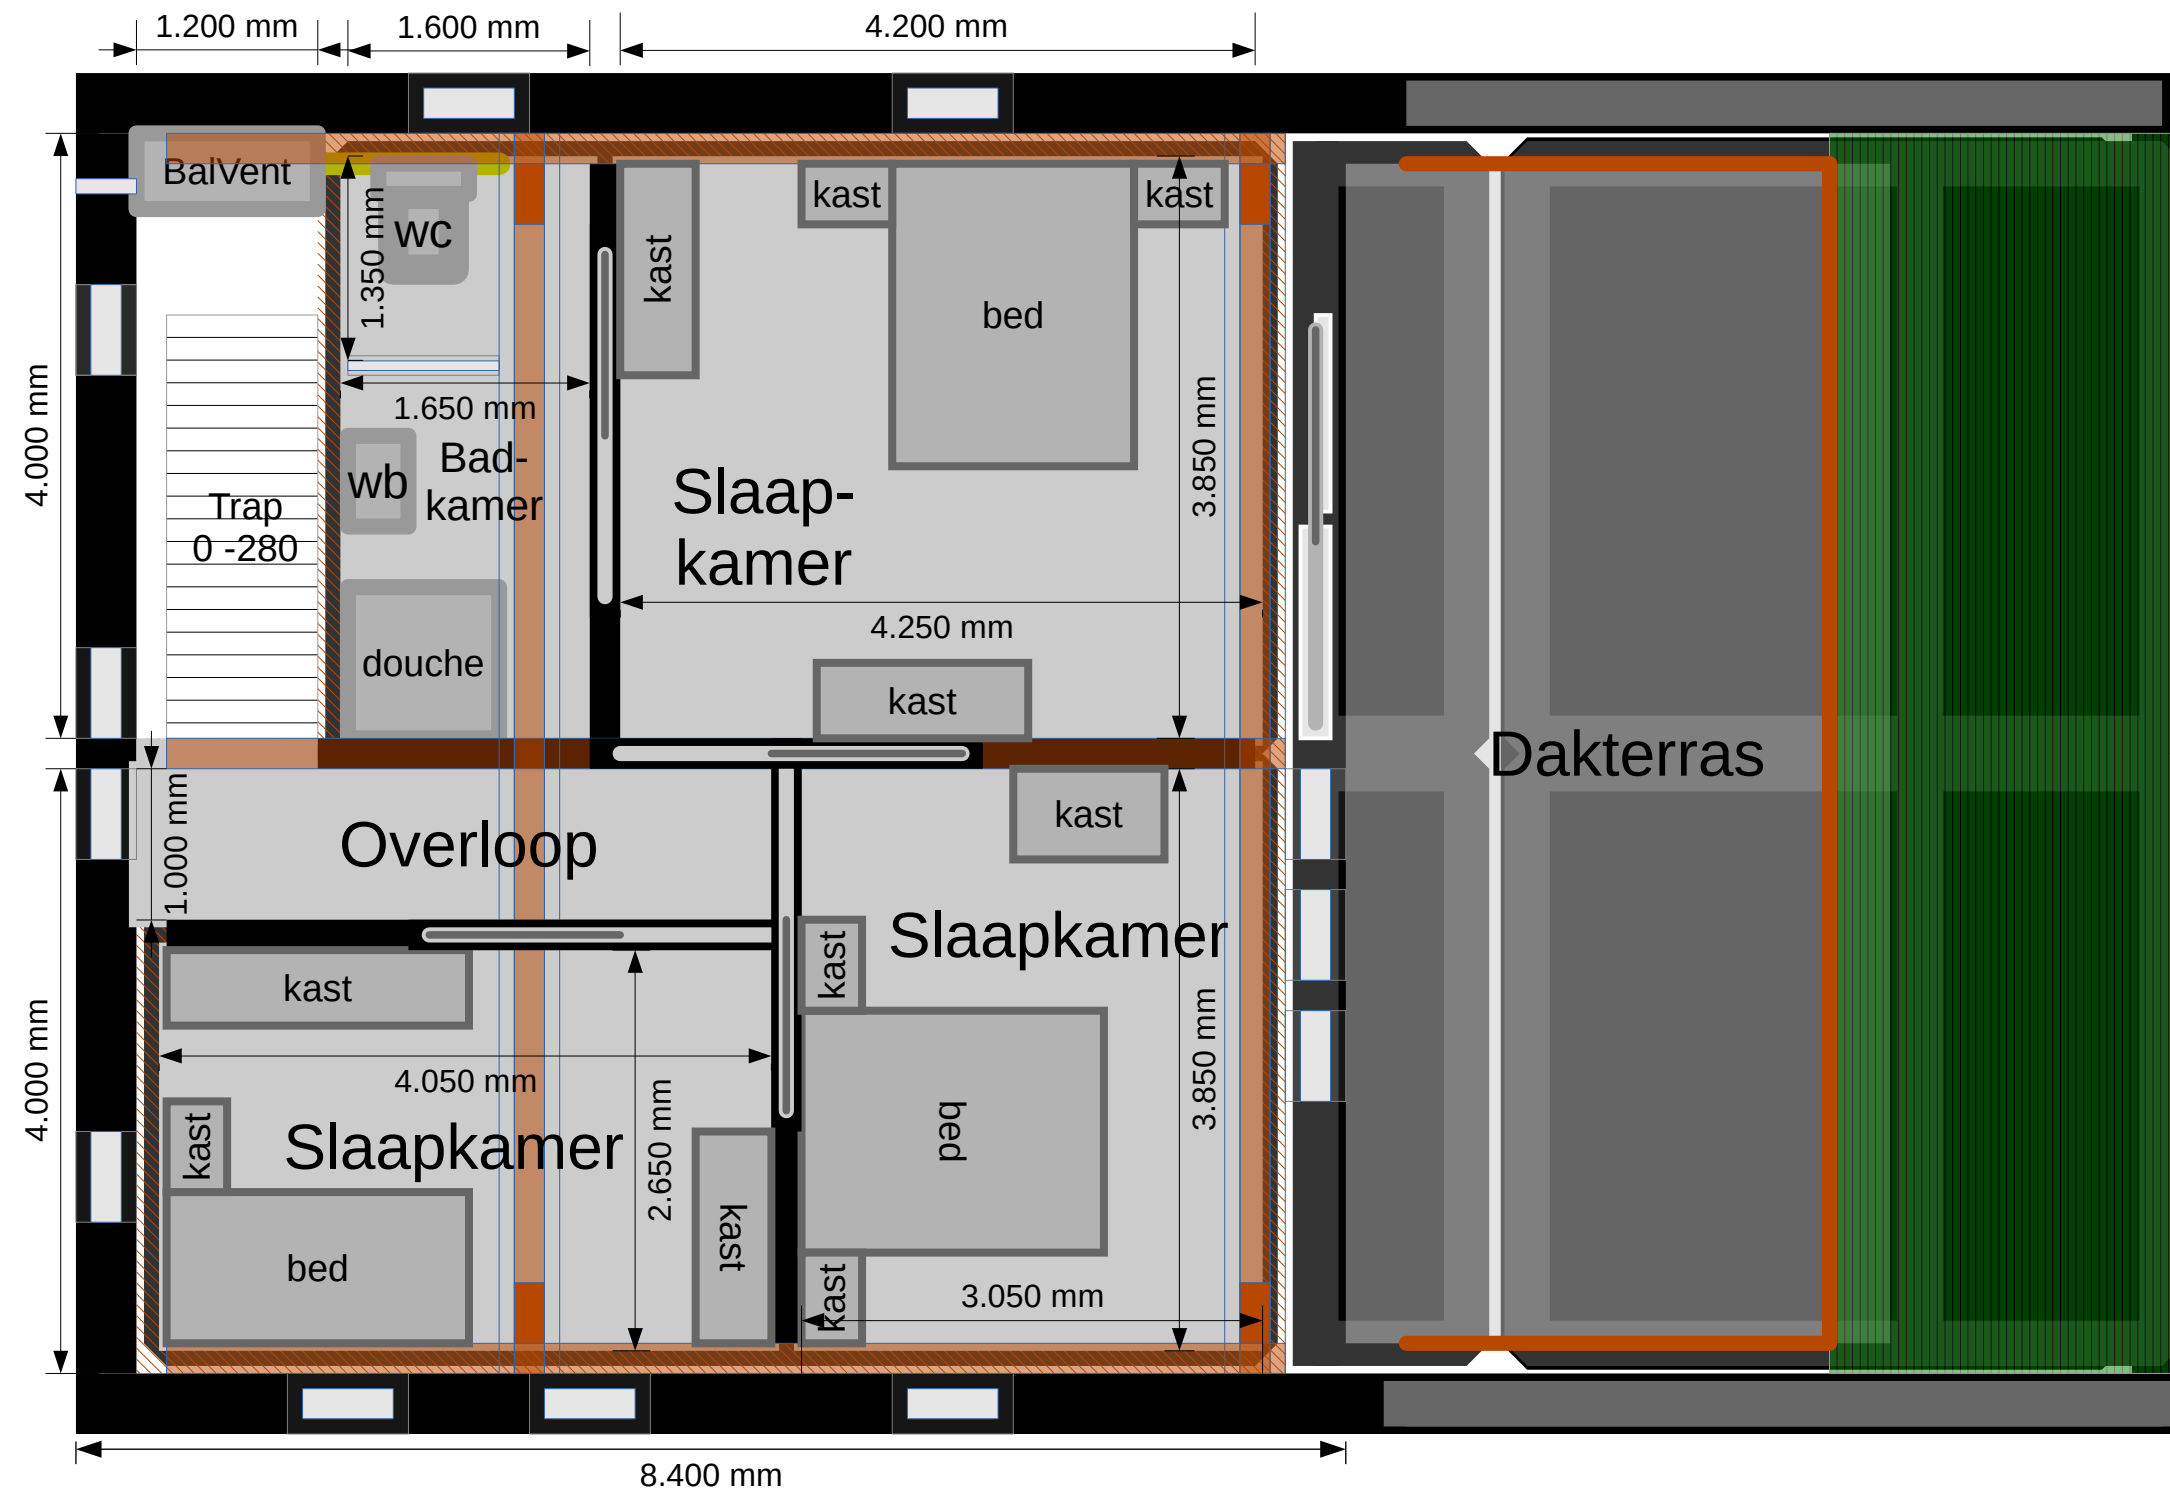 1.200 mm
1.600 mm
4.200 mm
BalVent
wc
1.350 mm
kast
kast
kast
bed
4.000 mm
1.650 mm
Bad-
kamer
wb
Trap
0 -280
Slaap-
kamer
3.850 mm
4.250 mm
douche
kast
Dakterras
Overloop
1.000 mm
kast
Slaapkamer
kast
kast
4.000 mm
4.050 mm
Slaapkamer
kast
2.650 mm
bed
3.850 mm
kast
bed
kast
3.050 mm
8.400 mm